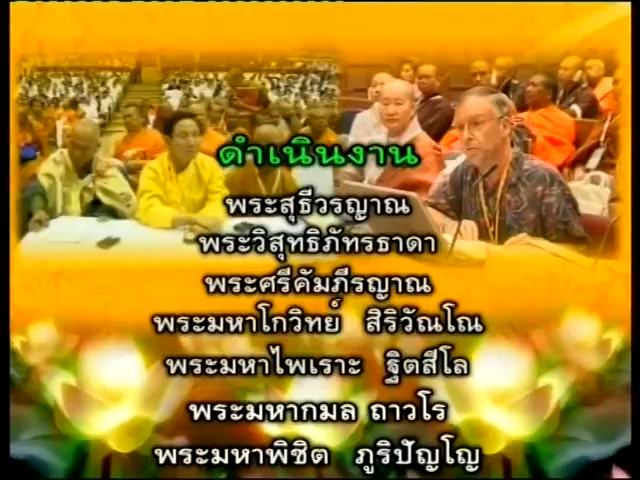 ดำเนินงาน
พระสุธีวรญาณ
พระวิสุทธิภัทรธาดา
พระศรีคัมภีรญาณ
พระมหาโกวิทย์ สิริวัณโณ
พระมหาไพเราะ ฐิตสีโล
พระมหากมล ถาวโร
พระมหาพิชิต ภูริปัญโญ